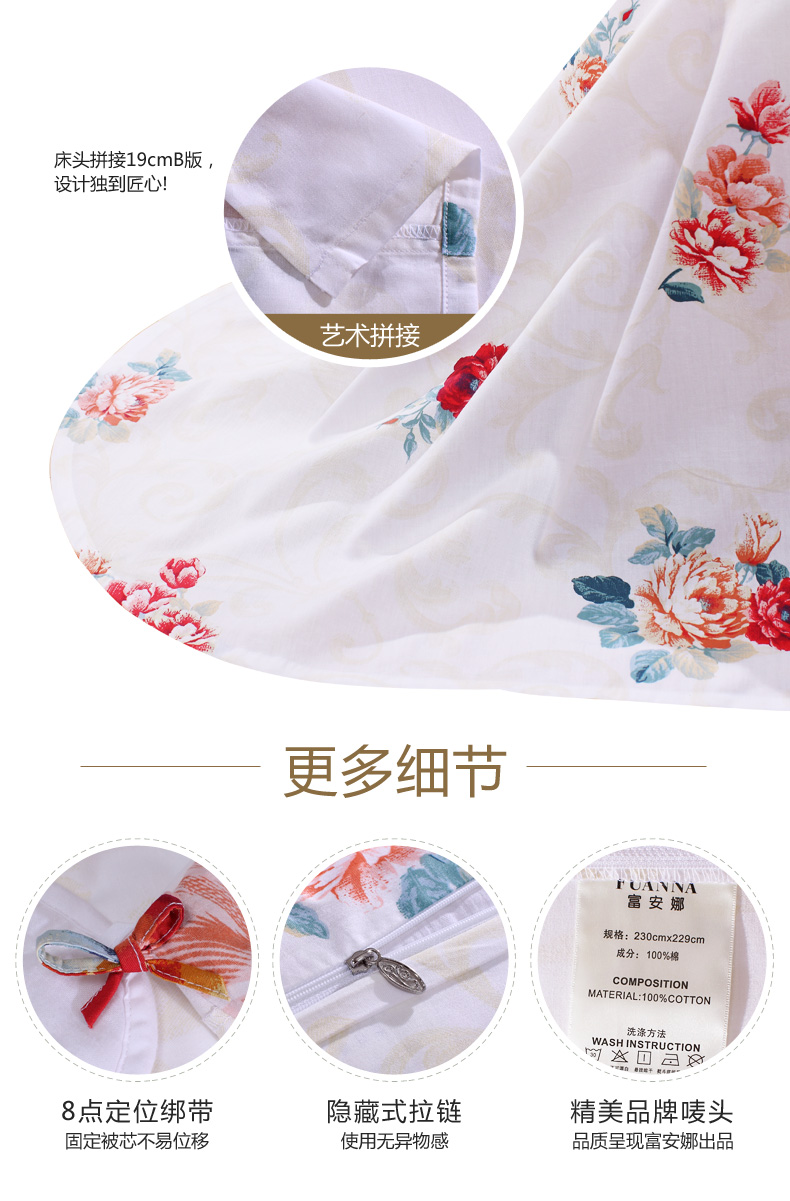 床头拼接19cmB版，
设计独到匠心!
艺术拼接
更多细节
FUANNA
富安娜
规格：230cmx229cm
成分：100%棉
COMPOSITION
MATERIAL:100%COTTON
洗涤方法
WASH INSTRUCTION
8点定位绑带
固定被芯不易位移
隐藏式拉链
使用无异物感
精美品牌唛头
品质呈现富安娜出品